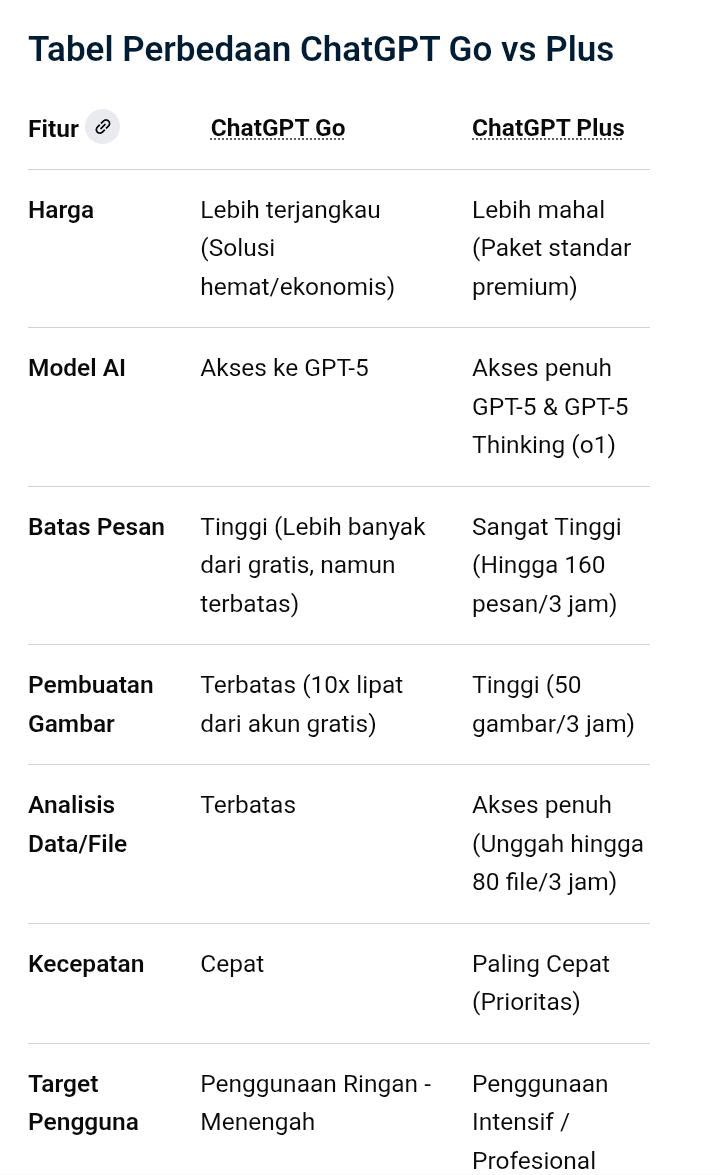 Tabel Perbedaan ChatGPT Go vs Plus
Fitur ChatGPT Go ChatGPT Plus
Harga Lebih terjangkau Lebih mahal
(Solusi (Paket standar
hemat/ekonomis) premium)
Model AI Akses ke GPT-5 Akses penuh
GPT-5 & GPT-5
Thinking (o1)
Batas Pesan Tinggi (Lebih banyak Sangat Tinggi
dari gratis, namun (Hingga 160
terbatas) pesan/3 jam)
Pembuatan Terbatas (10x lipat Tinggi (50
Gambar dari akun gratis) gambar/3 jam)
Analisis Terbatas Akses penuh
Data/File (Unggah hingga
80 file/3 jam)
Kecepatan Cepat Paling Cepat
(Prioritas)
Target Penggunaan Ringan - Penggunaan
Pengguna Menengah Intensif /
Profesional